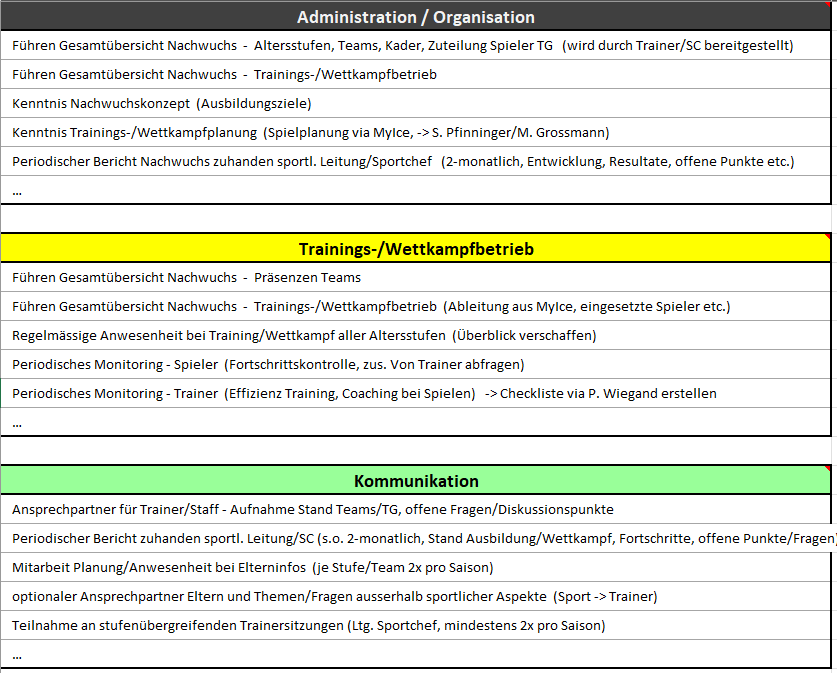 Administration / Organisation
Führen Gesamtübersicht Nachwuchs - Altersstufen, Teams, Kader, Zuteilung Spieler TG (wird durch Trainer/SC bereitgestellt)
Führen Gesamtübersicht Nachwuchs - Trainings-/Wettkampfbetrieb
Kenntnis Nachwuchskonzept (Ausbildungsziele)
Kenntnis Trainings-/Wettkampfplanung (Spielplanung via MyIce, -> S. Pfinninger/M. Grossmann)
Periodischer Bericht Nachwuchs zuhanden sportl. Leitung/Sportchef (2-monatlich, Entwicklung, Resultate, offene Punkte etc.)
...
Trainings-/Wettkampfbetrieb
Führen Gesamtübersicht Nachwuchs - Präsenzen Teams
Führen Gesamtübersicht Nachwuchs - Trainings-/Wettkampfbetrieb (Ableitung aus MyIce, eingesetzte Spieler etc.)
Regelmässige Anwesenheit bei Training/Wettkampf aller Altersstufen (Überblick verschaffen)
Periodisches Monitoring - Spieler (Fortschrittskontrolle, zus. Von Trainer abfragen)
Periodisches Monitoring - Trainer (Effizienz Training, Coaching bei Spielen) -> Checkliste via P. Wiegand erstellen
...
Kommunikation
Ansprechpartner für Trainer/Staff - Aufnahme Stand Teams/TG, offene Fragen/Diskussionspunkte
Periodischer Bericht zuhanden sportl. Leitung/SC (s.o. 2-monatlich, Stand Ausbildung/Wettkampf, Fortschritte, offene Punkte/Fragen)
Mitarbeit Planung/Anwesenheit bei Elterninfos (je Stufe/Team 2x pro Saison)
optionaler Ansprechpartner Eltern und Themen/Fragen ausserhalb sportlicher Aspekte (Sport -> Trainer)
Teilnahme an stufenübergreifenden Trainersitzungen (Ltg. Sportchef, mindestens 2x pro Saison)
...